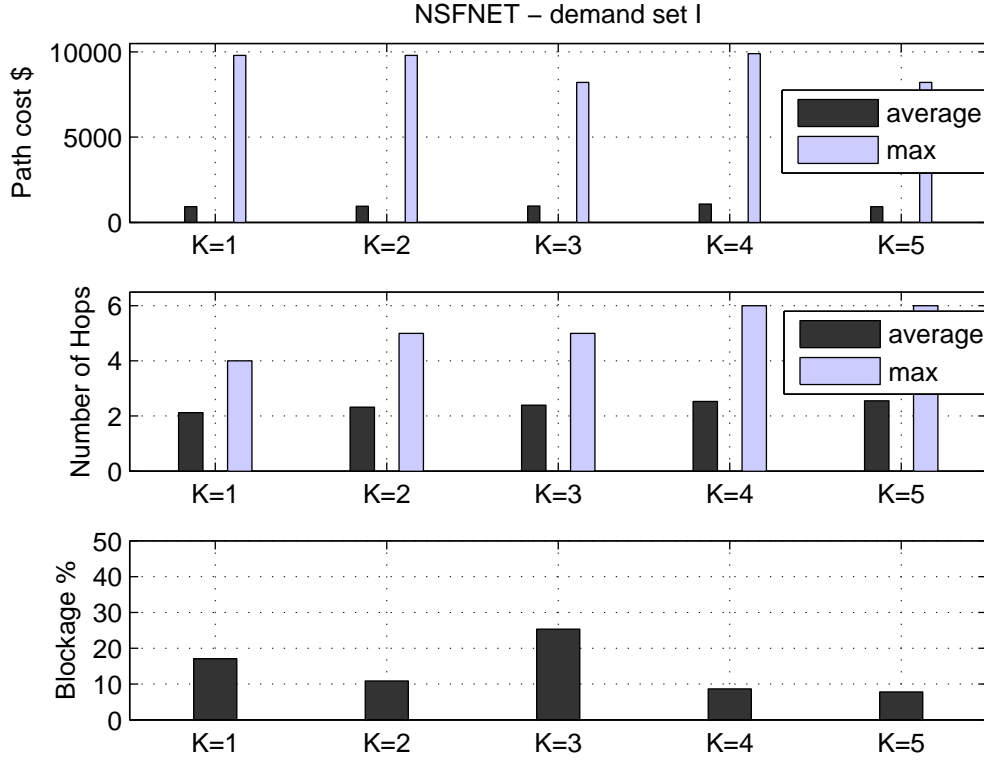 NSFNET – demand set I
Path cost $
10000
5000
0
average
max
K=1 K=2 K=3 K=4 K=5
Number of Hops
6
4
2
0
average
max
K=1 K=2 K=3 K=4 K=5
Blockage %
50
40
30
20
10
0
K=1 K=2 K=3 K=4 K=5